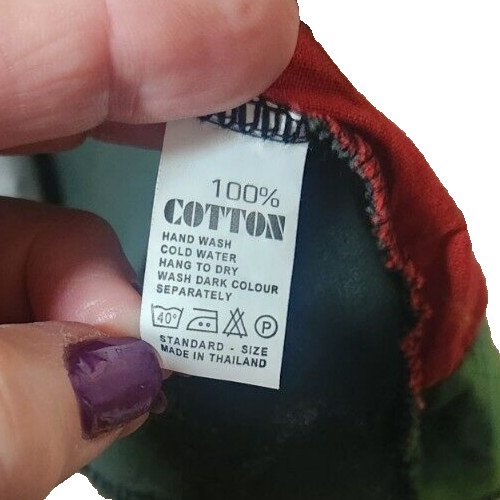 100%
COTTON
HAND WASH
COLD WATER
HANG TO DRY
WASH DARK COLOUR
SEPARATELY
40° P
STANDARD - SIZE
MADE IN THAILAND